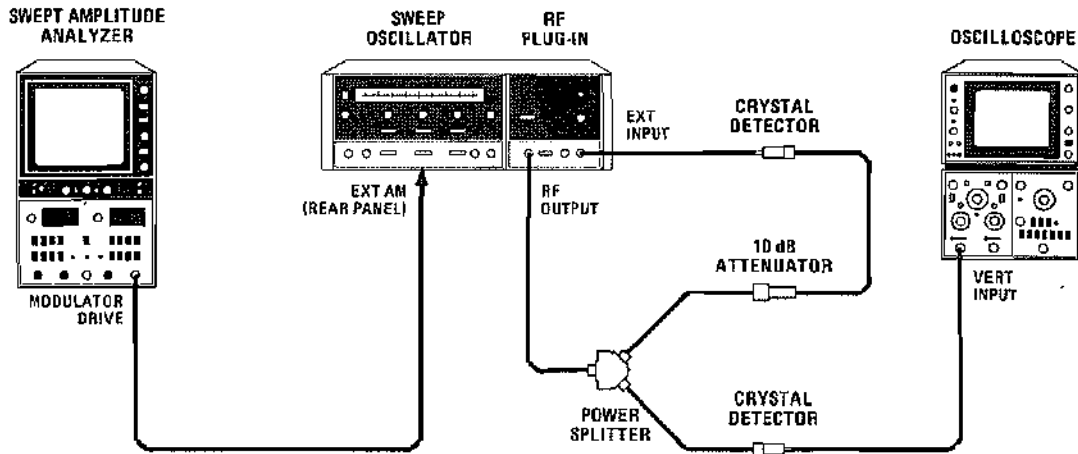 SWEPT AMPLITUDE
ANALYZER
SWEEP
OSCILLATOR
RF
PLUG-IN
OSCILLOSCOPE
EXT
INPUT
CRYSTAL
DETECTOR
EXT AM
(REAR PANEL)
RF
OUTPUT
10 dB
ATTENUATOR
MODULATOR
DRIVE
VERT
INPUT
POWER
SPLITTER
CRYSTAL
DETECTOR